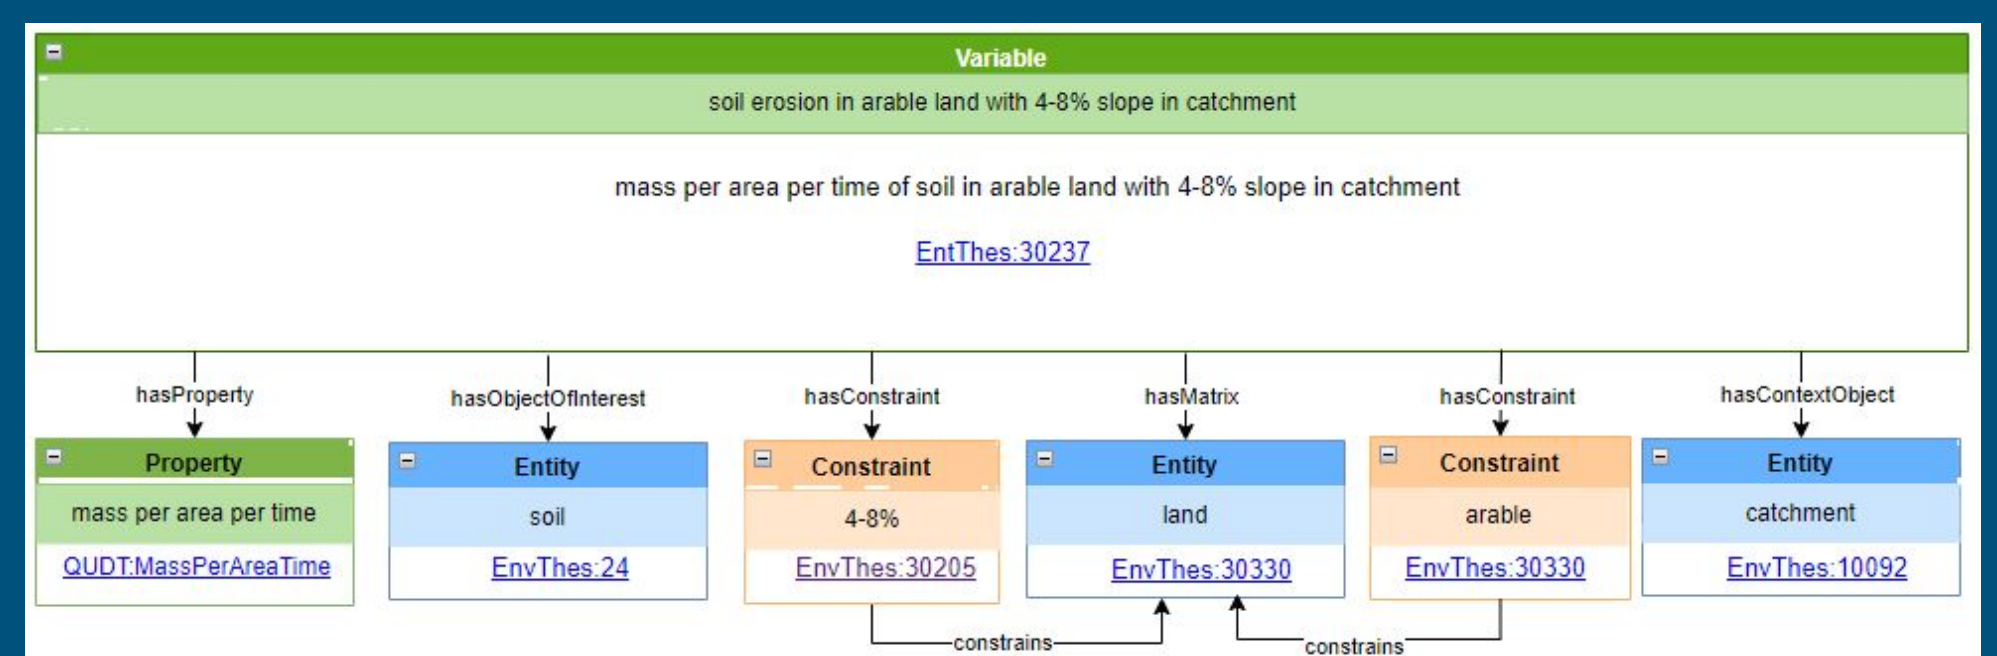 Variable
soil erosion in arable land with 4-8% slope in catchment
mass per area per time of soil in arable land with 4-8% slope in catchment
EntThes:30237
hasProperty
hasObjectOfInterest
hasConstraint
hasMatrix
hasConstraint
hasContextObject
Property
mass per area per time
QUDT:MassPerAreaTime
Entity
soil
EnvThes:24
Constraint
4-8%
EnvThes:30205
Entity
land
EnvThes:30330
Constraint
arable
EnvThes:30330
Entity
catchment
EnvThes:10092
constrains
constrains